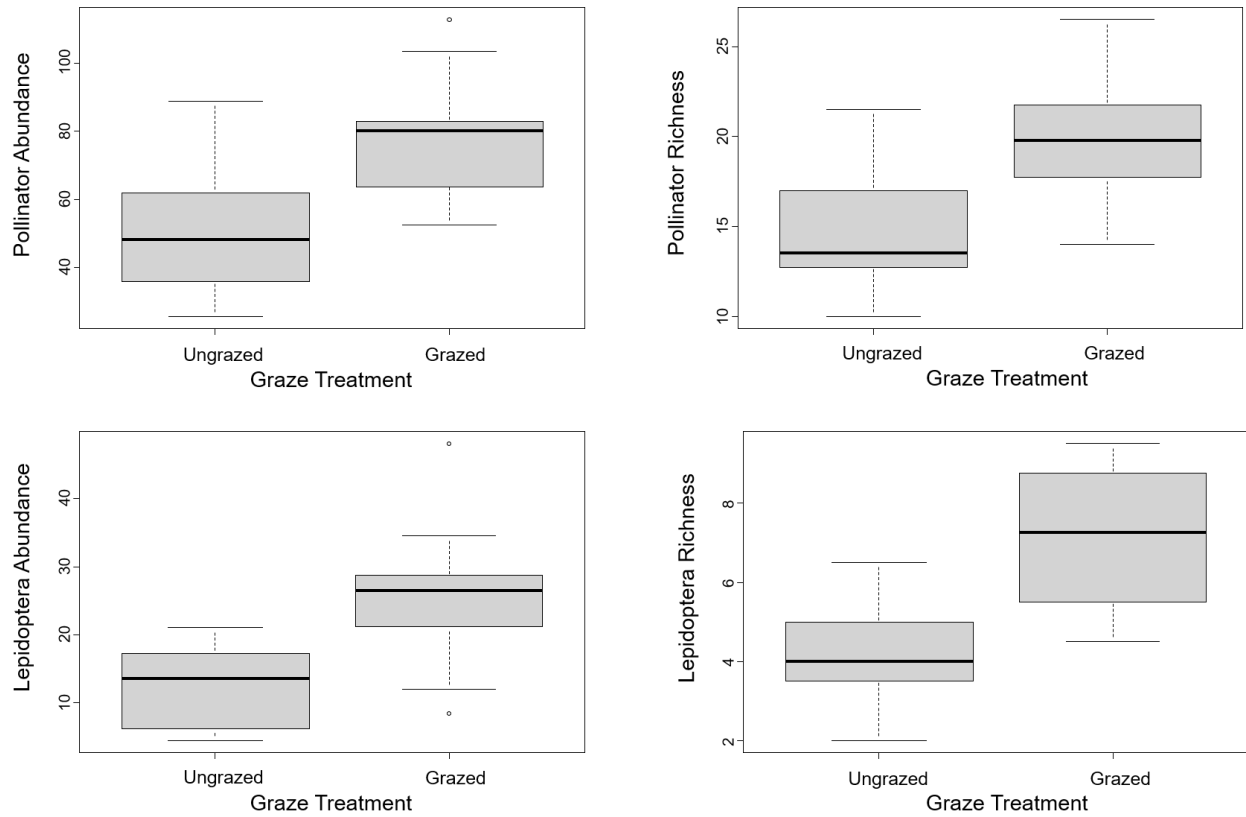 Pollinator Abundance
100
80
60
40
Ungrazed Grazed
Graze Treatment
Pollinator Richness
25
20
15
10
Ungrazed Grazed
Graze Treatment
Lepidoptera Abundance
40
30
20
10
Ungrazed Grazed
Graze Treatment
Lepidoptera Richness
8
6
4
2
Ungrazed Grazed
Graze Treatment